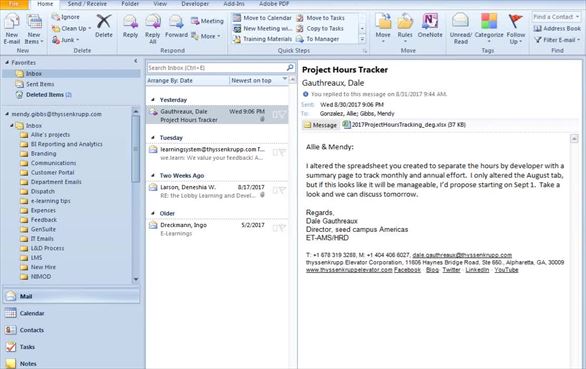 File Home Send / Receive Folder View Developer Add-Ins Adobe PDF
New E-mail
New Items
New
Ignore
Clean Up
Junk
Delete
Delete
Reply
Reply All
Forward
Meeting
More
Respond
Move to Calendar
New Meeting wi...
Training Materials
Copy to Tasks
Move to Tasks
To Manager
Quick Steps
Move
Rules
OneNote
Move
Unread/ Read
Categorize
Follow Up
Tags
Find a Contact
Address Book
Filter E-mail
Find
Favorites
Inbox
Sent Items
Deleted Items (2)
mendy.gibbs@thyssenkrupp.com
Inbox
Allie's projects
BI Reporting and Analytics
Branding
Communications
Customer Portal
Department Emails
Dispatch
e-learning tips
Expenses
Feedback
GenSuite
IT Emails
L&D Process
LMS
New Hire
NIMOD
Mail
Calendar
Contacts
Tasks
Notes
Search Inbox (Ctrl+E)
Arrange By: Date Newest on top
Yesterday
Gauthreaux, Dale Wed 9:06 PM
Project Hours Tracker
Tuesday
learningsystem@thyssenkrupp.com T...
we.learn: We value your feedback! A...
Two Weeks Ago
Larson, Deneisha W. 8/17/2017
RE: the Lobby Learning and Devel...
Older
Dreckmann, Ingo 5/2/2017
E-Learnings
Project Hours Tracker
Gauthreaux, Dale
You replied to this message on 8/31/2017 9:44 AM.
Sent: Wed 8/30/2017 9:06 PM
To: Gonzalez, Allie; Gibbs, Mendy
Message 2017ProjectHoursTracking_deg.xlsx (37 KB)
Allie & Mendy:
I altered the spreadsheet you created to separate the hours by developer with a
summary page to track monthly and annual effort. I only altered the August tab,
but if this looks like it will be manageable, I'd propose starting on Sept 1. Take a
look and we can discuss tomorrow.
Regards,
Dale Gauthreaux
Director, seed campus Americas
ET-AMS/HRD
T: +1 678 319 3288, M: +1 404 406 6027, dale.gauthreaux@thyssenkrupp.com
thyssenkrupp Elevator Corporation, 11605 Haynes Bridge Road, Ste 650., Alpharetta, GA, 30009
www.thyssenkruppelevator.com Facebook · Blog · Twitter · LinkedIn · YouTube